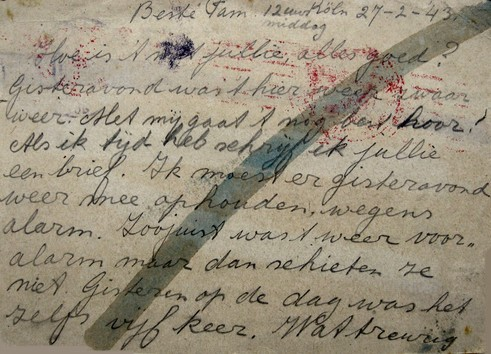 Beste Fam. 12 uur Köln 27-2-43.
middag
Hoe is t met jullie, alles goed?
Gisteravond was t hier weer zwaar
weer. Met mij gaat t nog best hoor!
Als ik tijd heb schrijf ik jullie
een brief. Ik moest er gisteravond
weer mee ophouden, wegens
alarm. Zoojuist was t weer voor-
alarm maar dan schieten ze
niet. Gisteren op de dag was het
zelfs vijf keer. Wat treurig